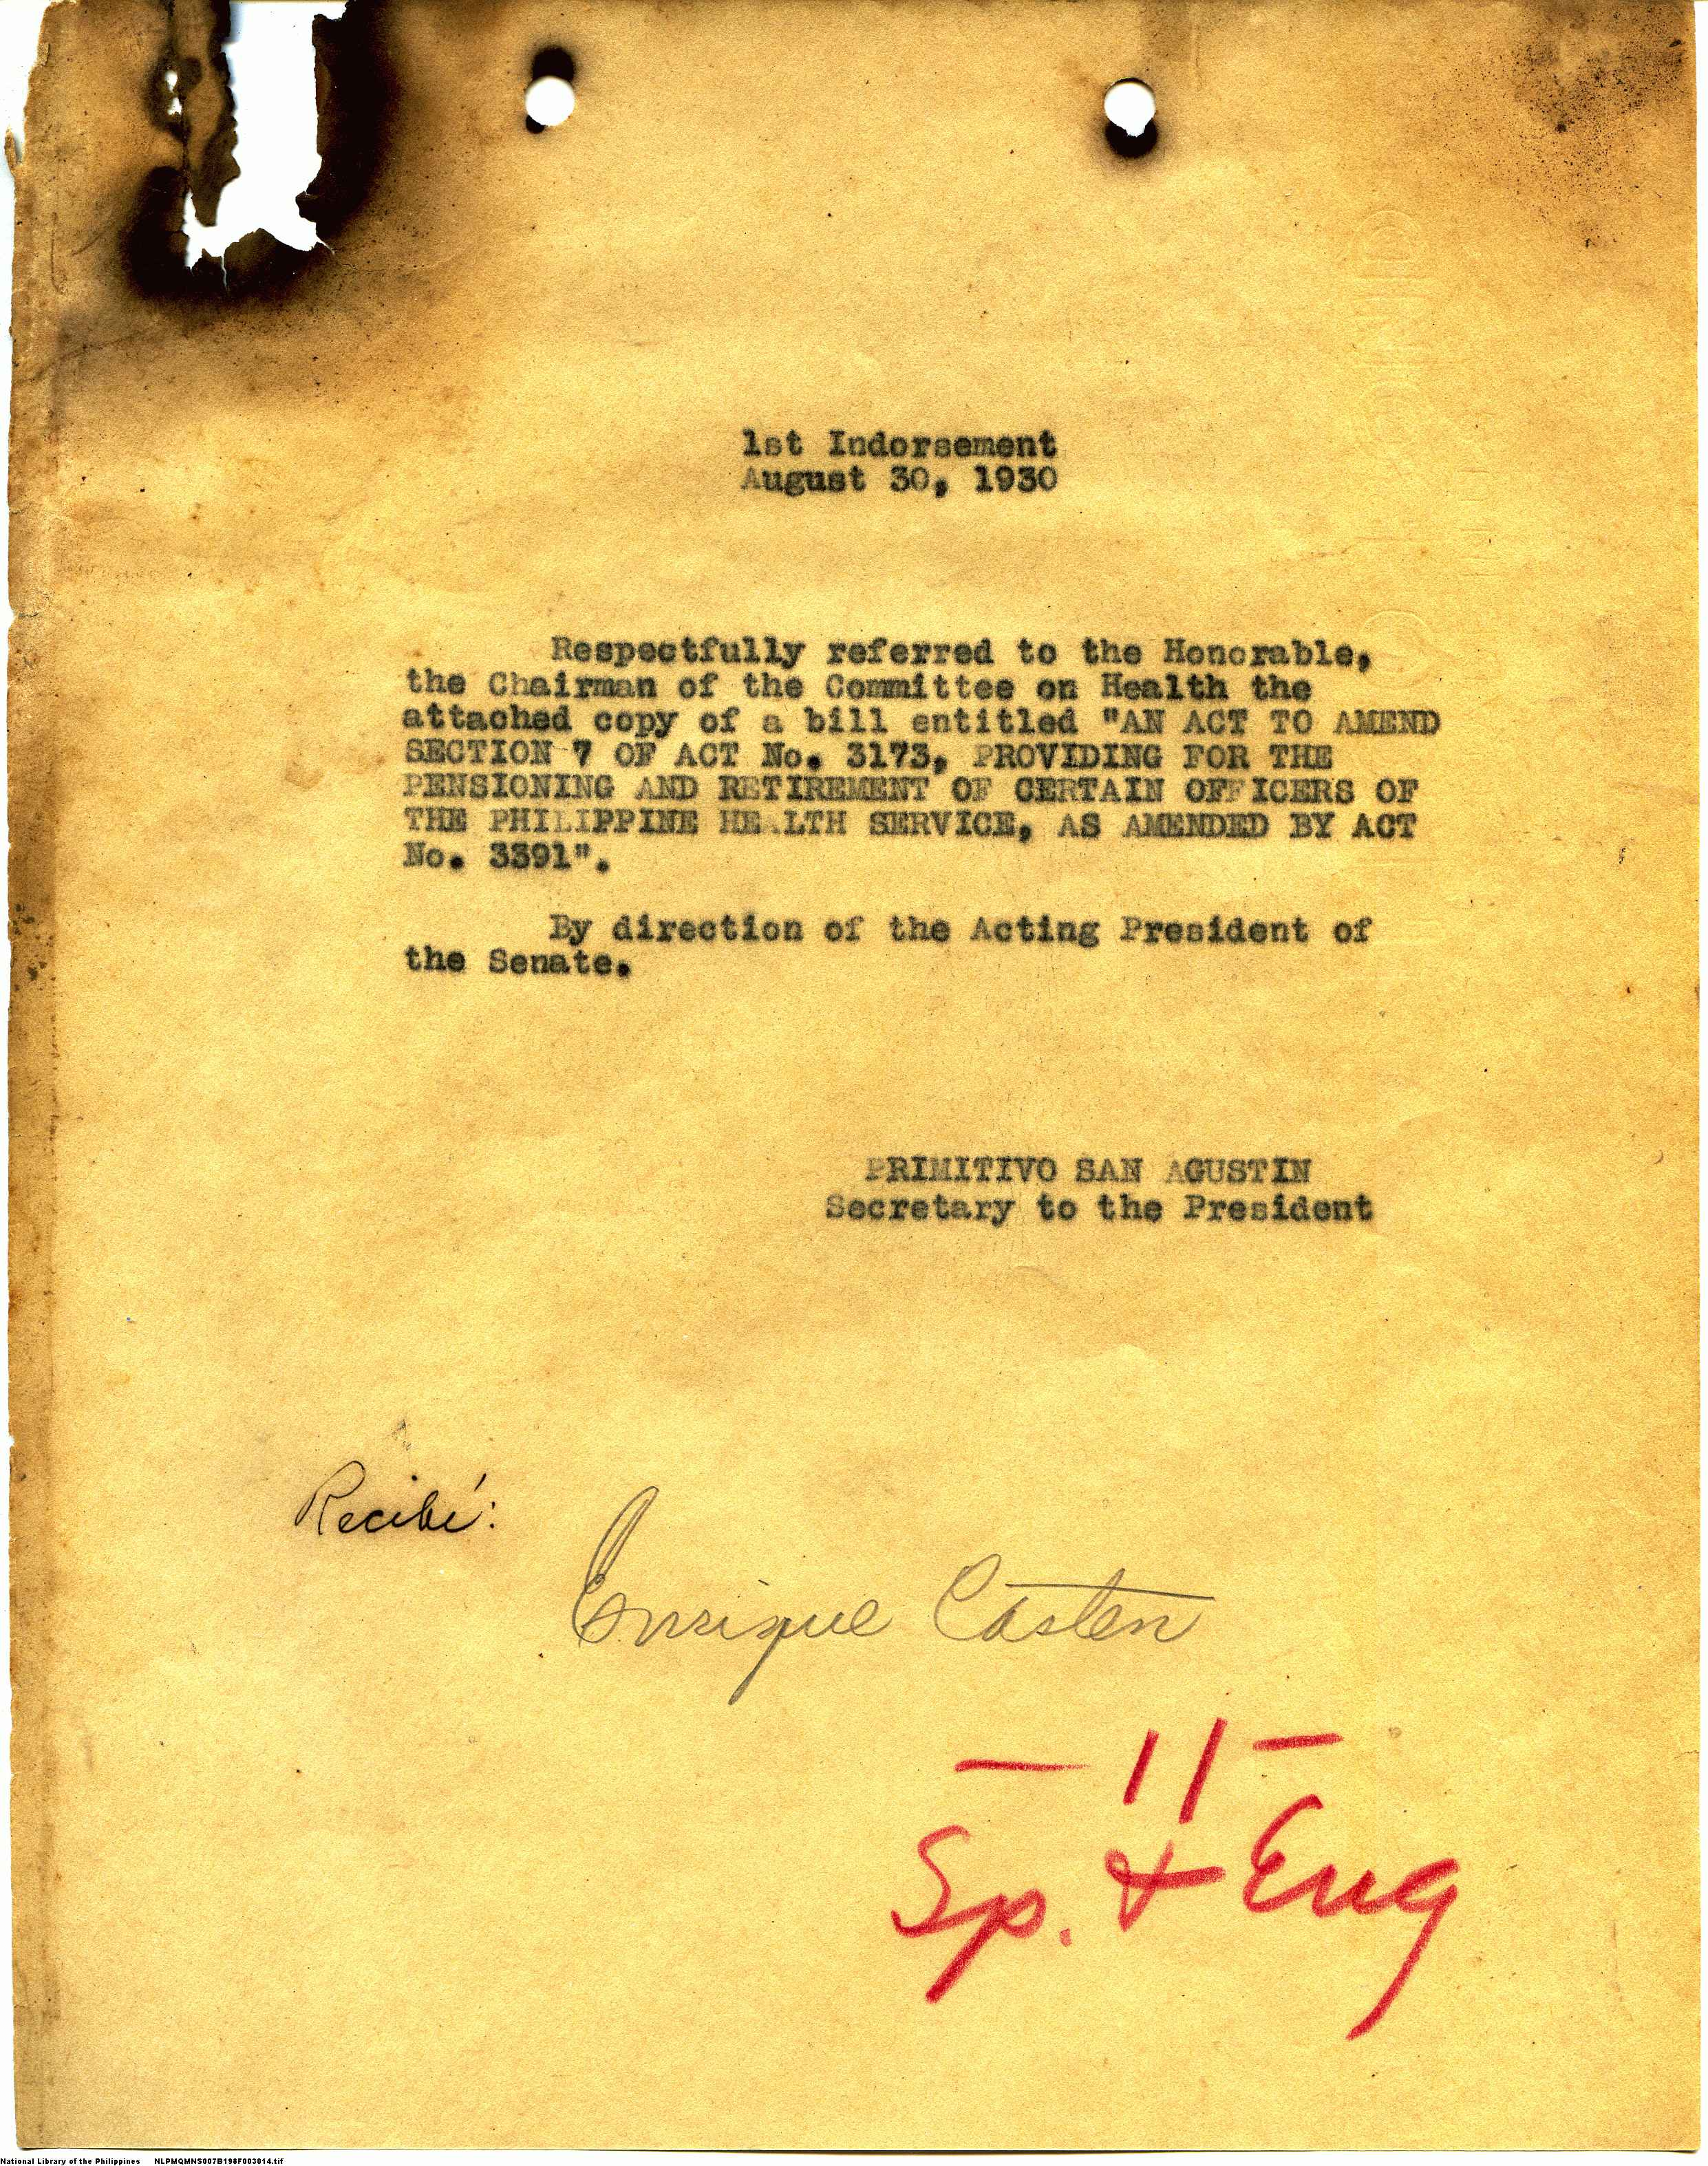 1st Indorsement
August 30, 1930
Respectfully referred to the Honorable,
the Chairman of the Committee on Health the
attached copy of a bill entitled "AN ACT TO AMEND
SECTION 7 OF ACT No. 3173, PROVIDING FOR THE
PENSIONING AND RETIREMENT OF CERTAIN OFFICERS OF
THE PHILIPPINE HEALTH SERVICE, AS AMENDED BY ACT
No. 3391".
By direction of the Acting President of
the Senate.
PRIMITIVO SAN AGUSTIN
Secretary to the President
Recibí:
Enrique Casten
— 11 —
Sp. & Eng
National Library of the Philippines NLPMQMNS007B198F003014.tif